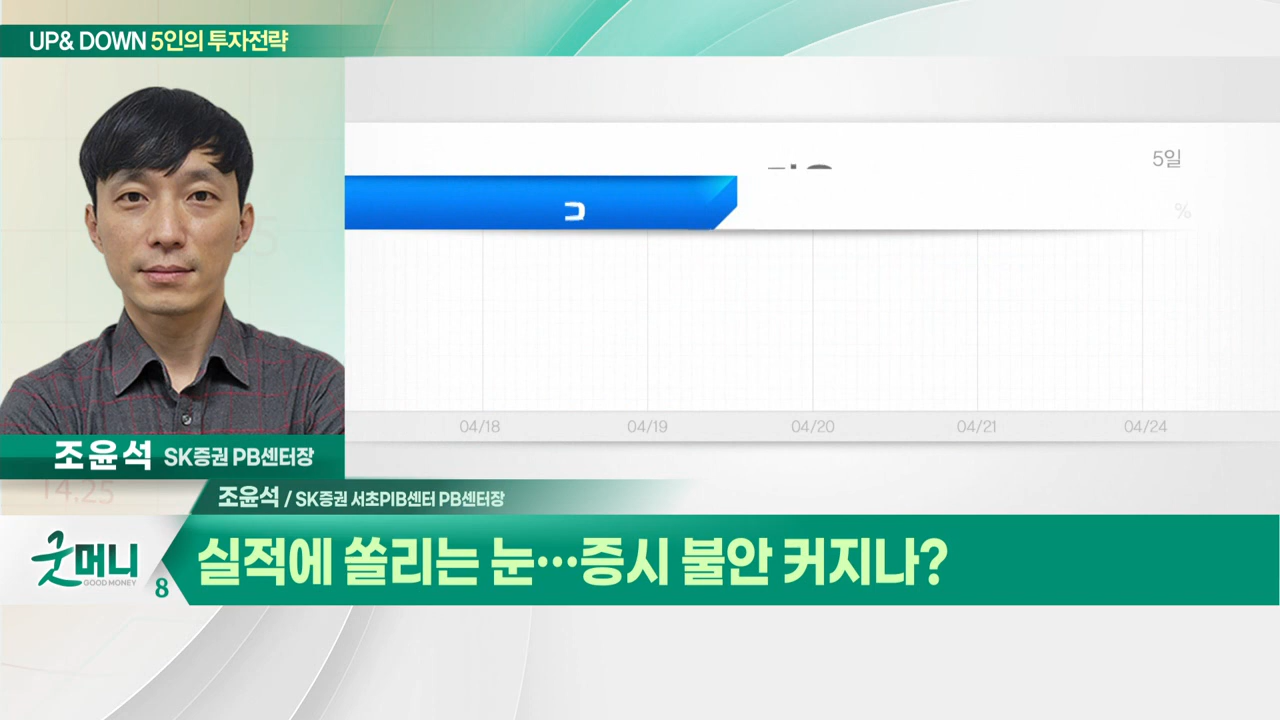 UP& DOWN 5인의 투자전략
5일
%
04/18 04/19 04/20 04/21 04/24
조윤석 SK증권 PB센터장
14.25
조윤석 / SK증권 서초PIB센터 PB센터장
굿머니
GOOD MONEY
8
실적에 쏠리는 눈…증시 불안 커지나?